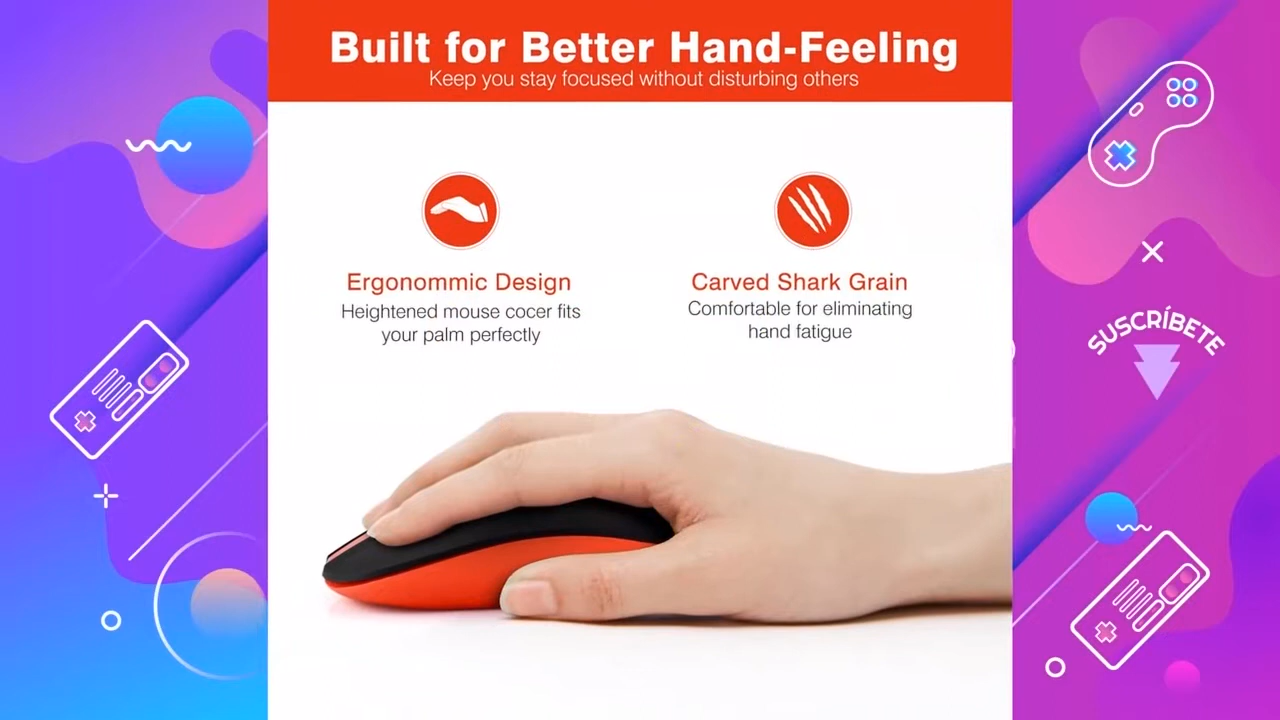 Built for Better Hand-Feeling
Keep you stay focused without disturbing others
Ergonommic Design
Heightened mouse cocer fits
your palm perfectly
Carved Shark Grain
Comfortable for eliminating
hand fatigue
SUSCRÍBETE